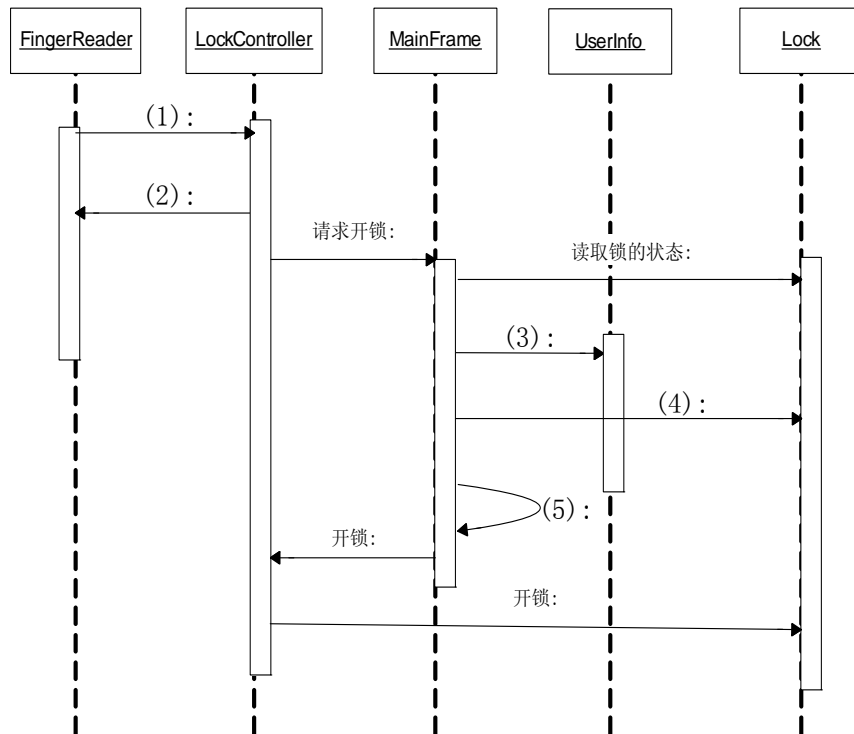 FingerReader
LockController
MainFrame
UserInfo
Lock
(1):
(2):
请求开锁:
读取锁的状态:
(3):
(4):
(5):
开锁:
开锁: